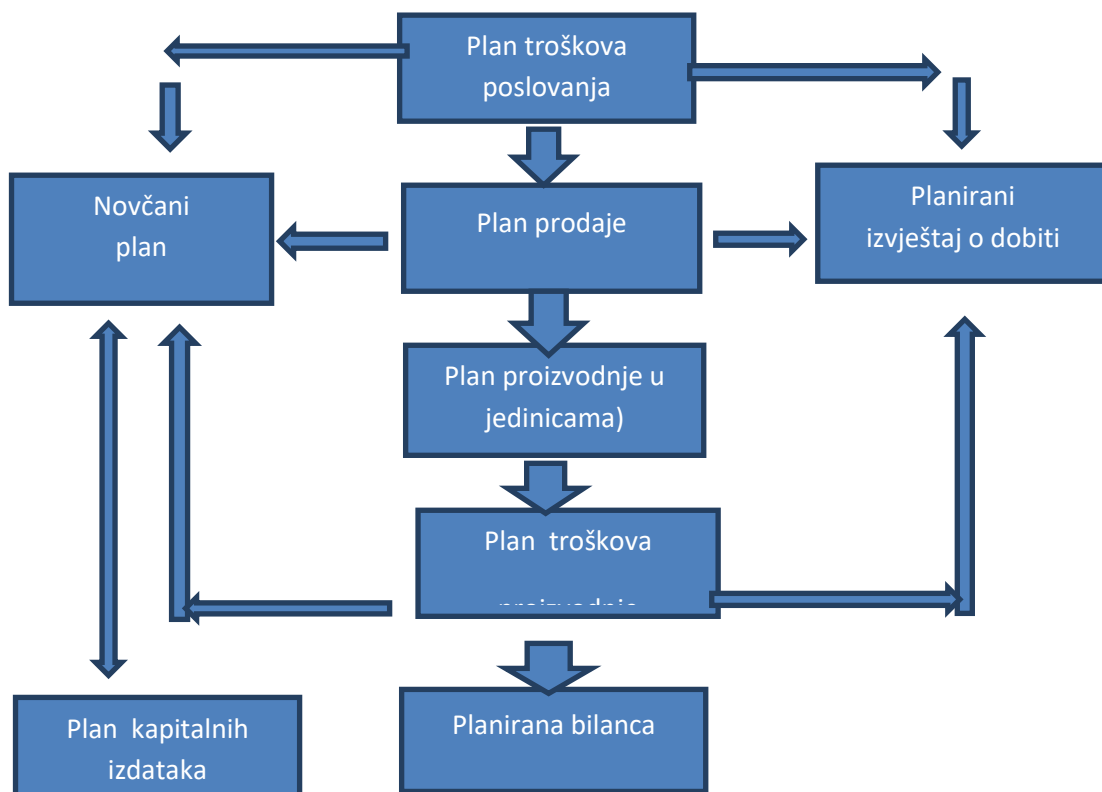 Plan troškova
poslovanja
Novčani
plan
Plan prodaje
Planirani
izvještaj o dobiti
Plan proizvodnje u
jedinicama)
Plan troškova
Plan kapitalnih
izdataka
Planirana bilanca